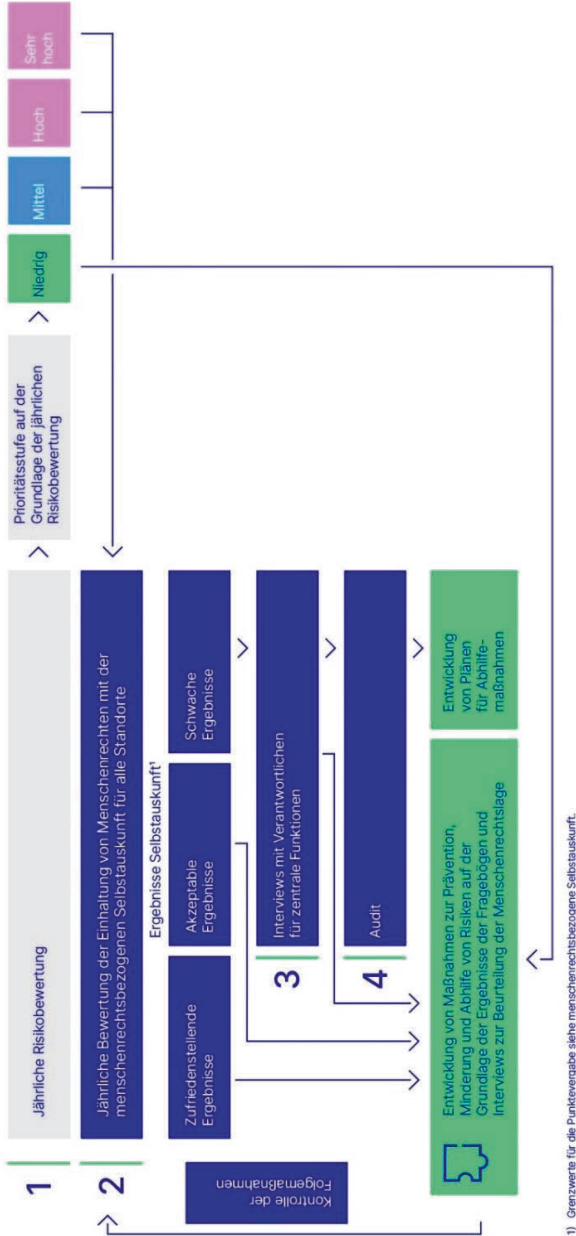 1
Jährliche Risikobewertung
Prioritätsstufe auf der
Grundlage der jährlichen
Risikobewertung
Niedrig
Mittel
Hoch
Sehr
hoch
2
Jährliche Bewertung der Einhaltung von Menschenrechten mit der
menschenrechtsbezogenen Selbstauskunft für alle Standorte
Ergebnisse Selbstauskunft¹
Zufriedenstellende
Ergebnisse
Akzeptable
Ergebnisse
Schwache
Ergebnisse
3
Interviews mit Verantwortlichen
für zentrale Funktionen
4
Audit
Kontrolle der
Folgemaßnahmen
Entwicklung von Maßnahmen zur Prävention,
Minderung und Abhilfe von Risiken auf der
Grundlage der Ergebnisse der Fragebögen und
Interviews zur Beurteilung der Menschenrechtslage
Entwicklung
von Plänen
für Abhilfe-
maßnahmen
1) Grenzwerte für die Punktevergabe siehe menschenrechtsbezogene Selbstauskunft.